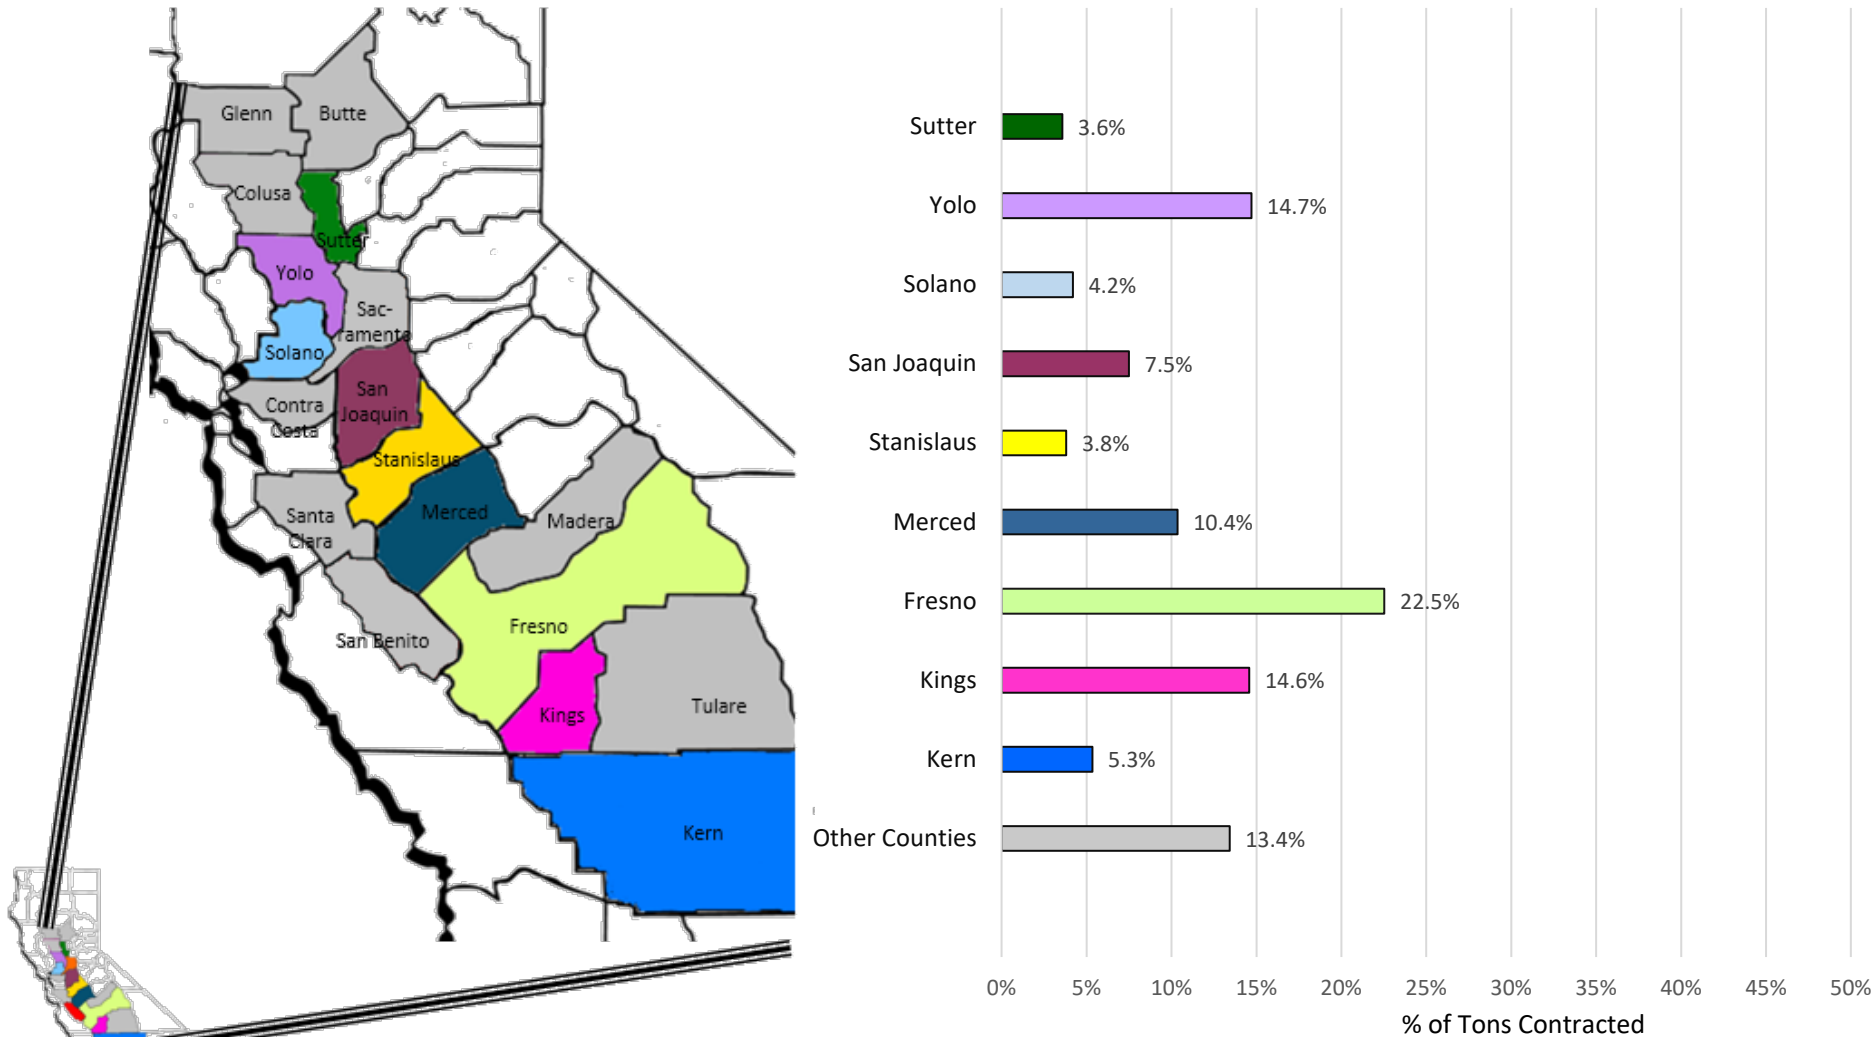 Glenn
Butte
Colusa
Sutter
Yolo
Sac-
ramento
Solano
San
Joaquin
Contra
Costa
Stanislaus
Merced
Santa
Clara
Madera
San Benito
Fresno
Kings
Tulare
Kern
Sutter 3.6%
Yolo 14.7%
Solano 4.2%
San Joaquin 7.5%
Stanislaus 3.8%
Merced 10.4%
Fresno 22.5%
Kings 14.6%
Kern 5.3%
Other Counties 13.4%
0% 5% 10% 15% 20% 25% 30% 35% 40% 45% 50%
% of Tons Contracted